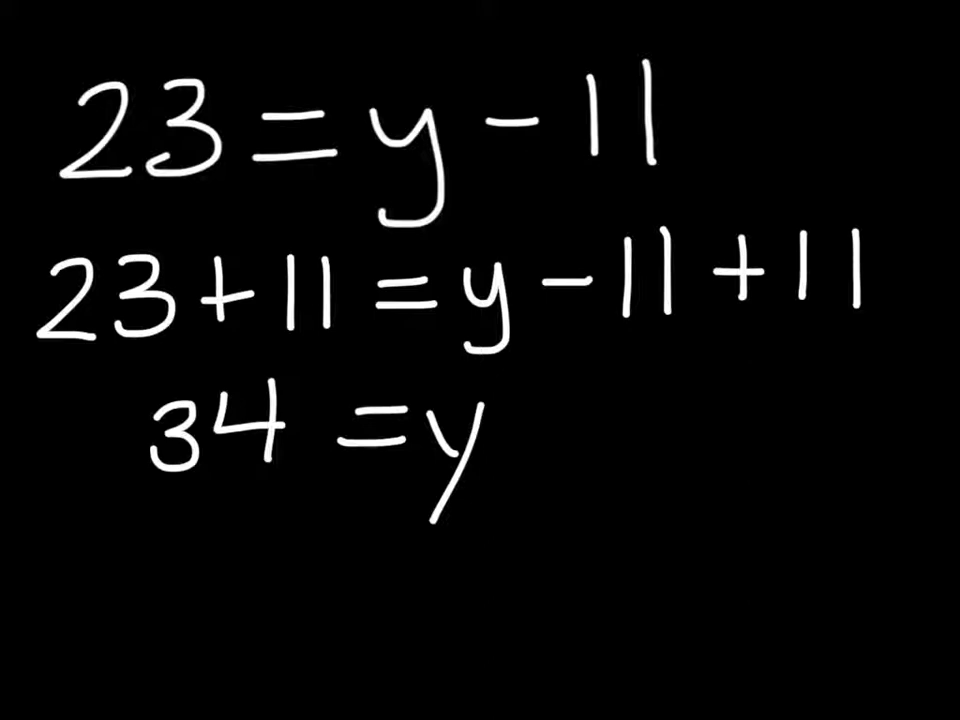 23 = y - 11
23 + 11 = y - 11 + 11
34 = y